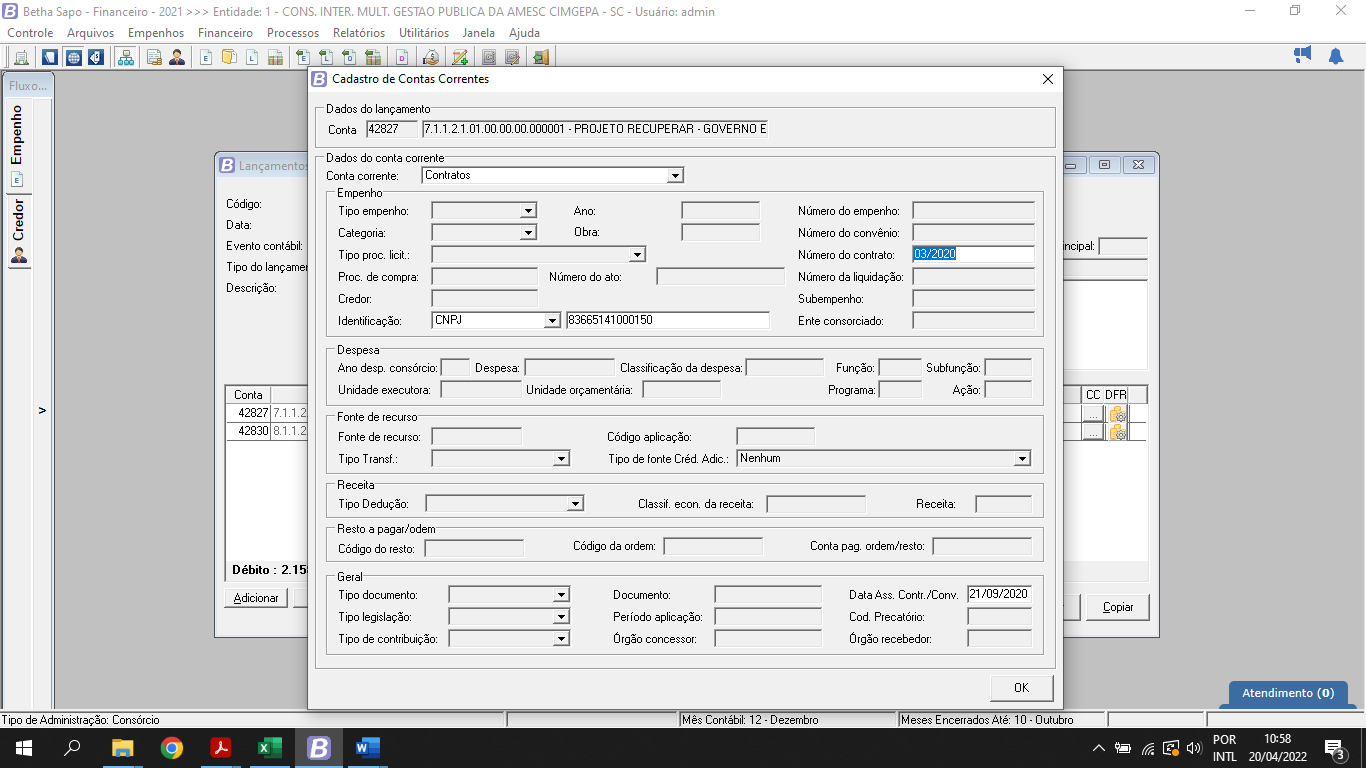 Betha Sapo - Financeiro - 2021 >>> Entidade: 1 - CONS. INTER. MULT. GESTAO PUBLICA DA AMESC CIMGEPA - SC - Usuário: admin
Controle Arquivos Empenhos Financeiro Processos Relatórios Utilitários Janela Ajuda
Fluxo...
Empenho
Credor
>
Lançamentos
Código:
Data:
Evento contábil:
Tipo do lançamen
Descrição:
incipal:
Conta
42827 7.1.1.2
42830 8.1.1.2
CC DFR
Débito : 2.15
Adicionar
Copiar
Cadastro de Contas Correntes
Dados do lançamento
Conta 42827 7.1.1.2.1.01.00.00.00.000001 - PROJETO RECUPERAR - GOVERNO E
Dados do conta corrente
Conta corrente: Contratos
Empenho
Tipo empenho: Ano: Número do empenho:
Categoria: Obra: Número do convênio:
Tipo proc. licit.: Número do contrato: 03/2020
Proc. de compra: Número do ato: Número da liquidação:
Credor: Subempenho:
Identificação: CNPJ 83665141000150 Ente consorciado:
Despesa
Ano desp. consórcio: Despesa: Classificação da despesa: Função: Subfunção:
Unidade executora: Unidade orçamentária: Programa: Ação:
Fonte de recurso
Fonte de recurso: Código aplicação:
Tipo Transf.: Tipo de fonte Créd. Adic.: Nenhum
Receita
Tipo Dedução: Classif. econ. da receita: Receita:
Resto a pagar/odem
Código do resto: Código da ordem: Conta pag. ordem/resto:
Geral
Tipo documento: Documento: Data Ass. Contr./Conv. 21/09/2020
Tipo legislação: Período aplicação: Cod. Precatório:
Tipo de contribuição: Órgão concessor: Órgão recebedor:
OK
Atendimento (0)
Tipo de Administração: Consórcio Mês Contábil: 12 - Dezembro Meses Encerrados Até: 10 - Outubro
POR
INTL
10:58
20/04/2022
3